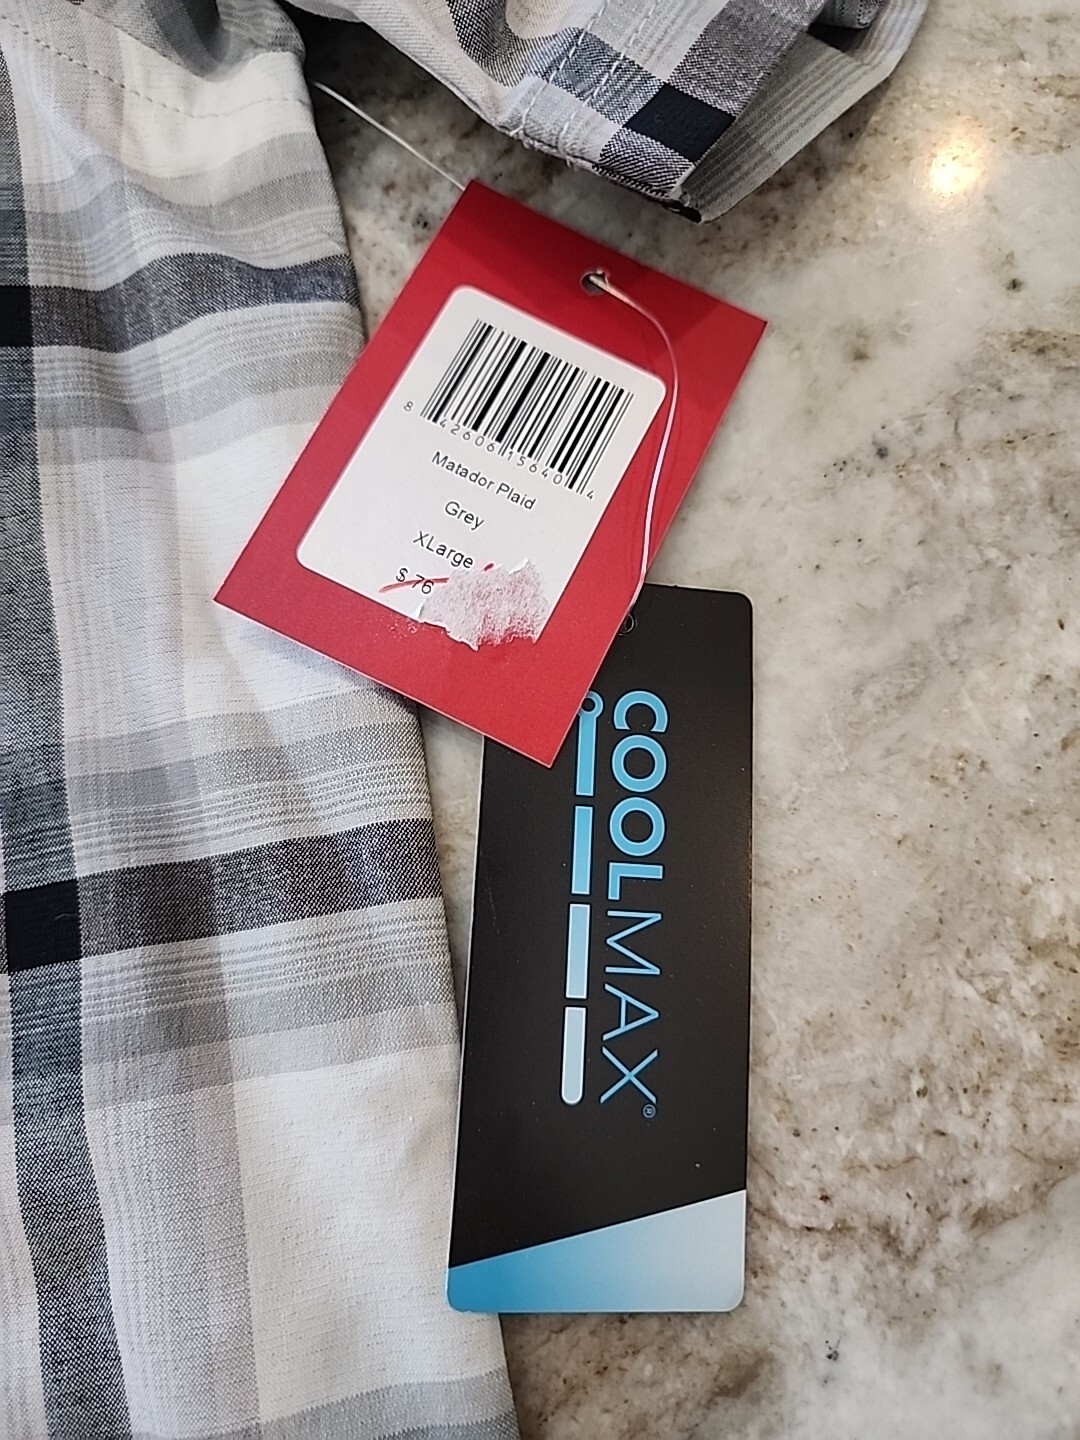 8 42606 15640 4
Matador Plaid
Grey
XLarge
$ 76
COOLMAX®